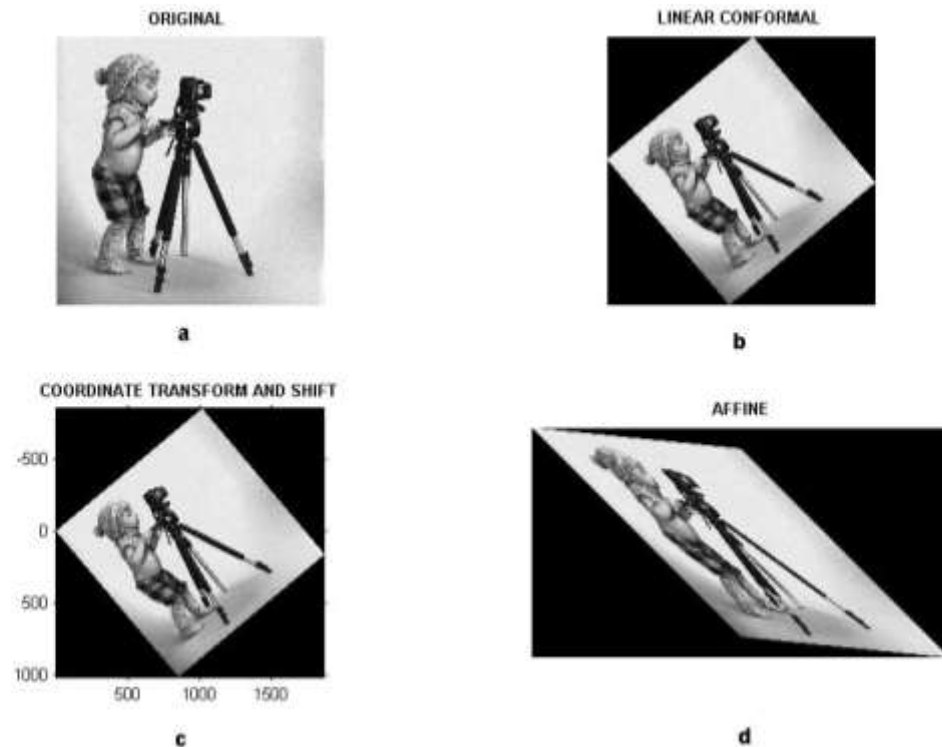 ORIGINAL
LINEAR CONFORMAL
a
b
COORDINATE TRANSFORM AND SHIFT
AFFINE
-500
0
500
1000
500 1000 1500
c
d